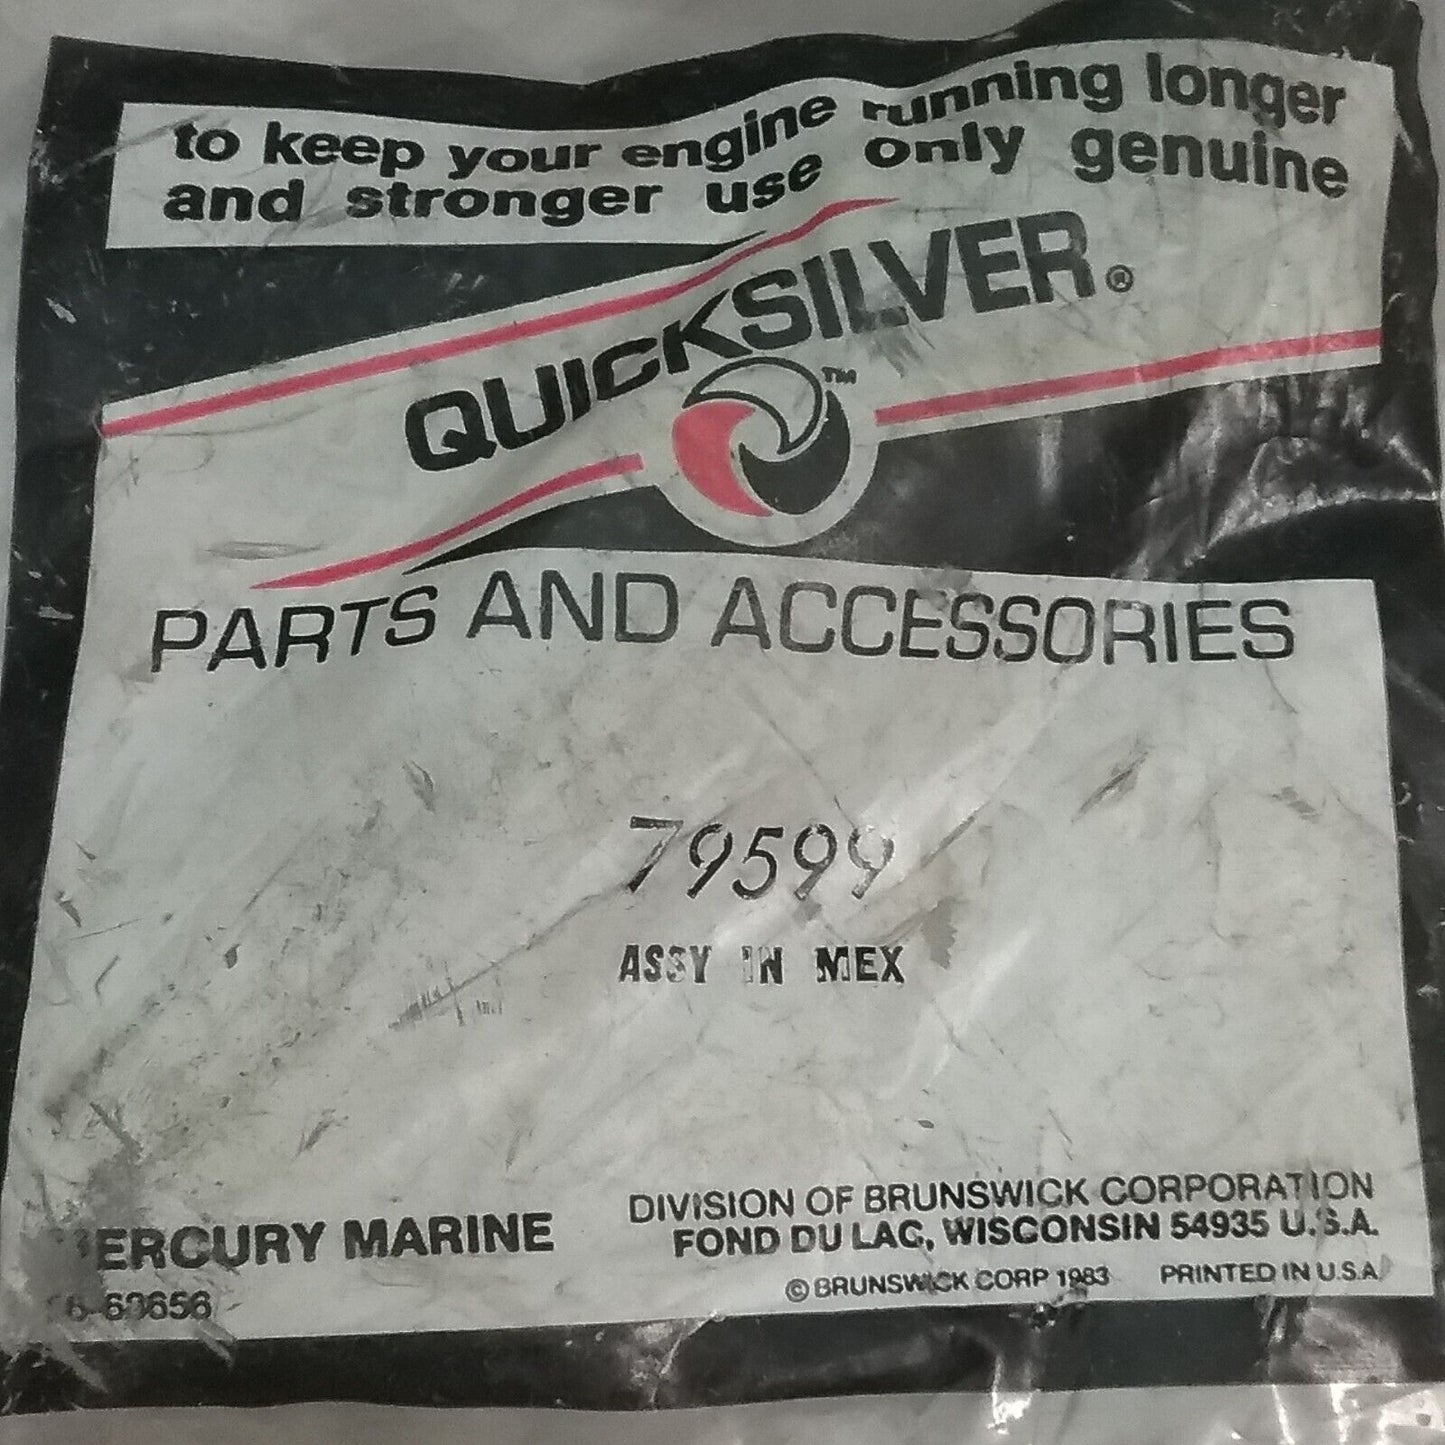 to keep your engine running longer
and stronger use only genuine
QUICKSILVER®
TM
PARTS AND ACCESSORIES
79599
ASSY IN MEX
MARINE
DIVISION OF BRUNSWICK CORPORATION
FOND DU LAC, WISCONSIN 54935 U.S.A.
© BRUNSWICK CORP 1983 PRINTED IN U.S.A.